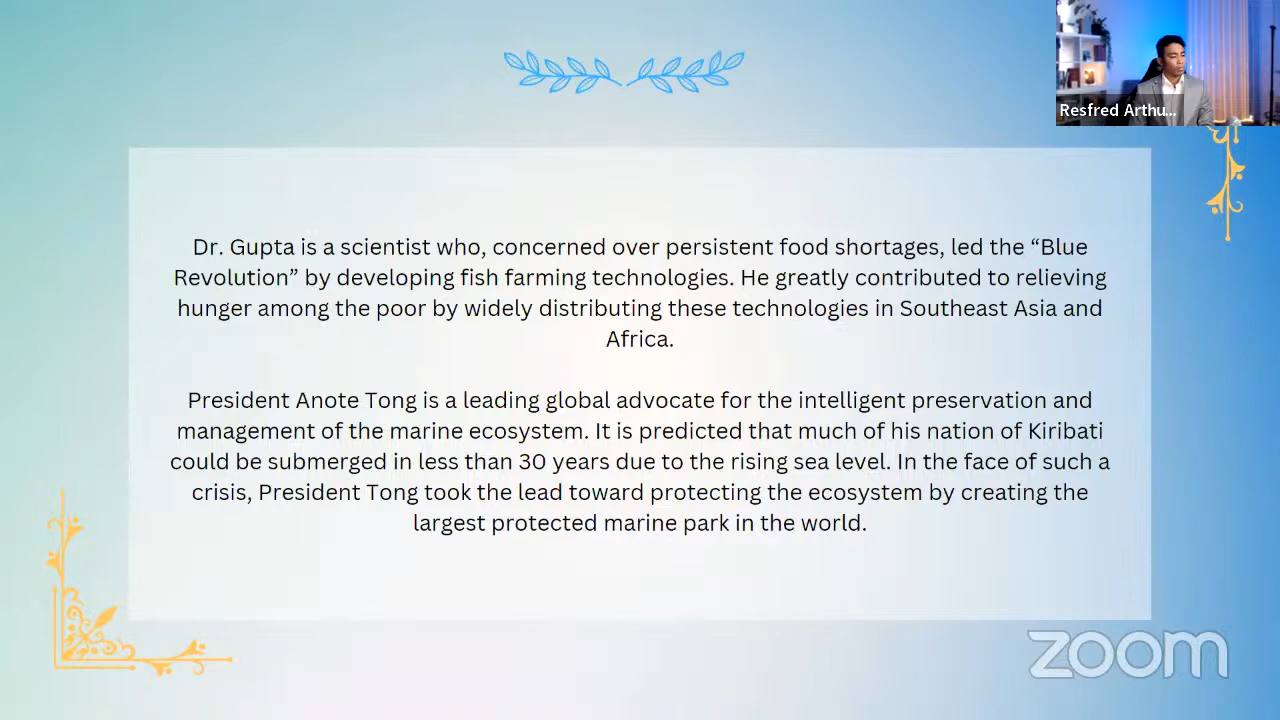 Resfred Arthu...
Dr. Gupta is a scientist who, concerned over persistent food shortages, led the “Blue
Revolution” by developing fish farming technologies. He greatly contributed to relieving
hunger among the poor by widely distributing these technologies in Southeast Asia and
Africa.
President Anote Tong is a leading global advocate for the intelligent preservation and
management of the marine ecosystem. It is predicted that much of his nation of Kiribati
could be submerged in less than 30 years due to the rising sea level. In the face of such a
crisis, President Tong took the lead toward protecting the ecosystem by creating the
largest protected marine park in the world.
zoom